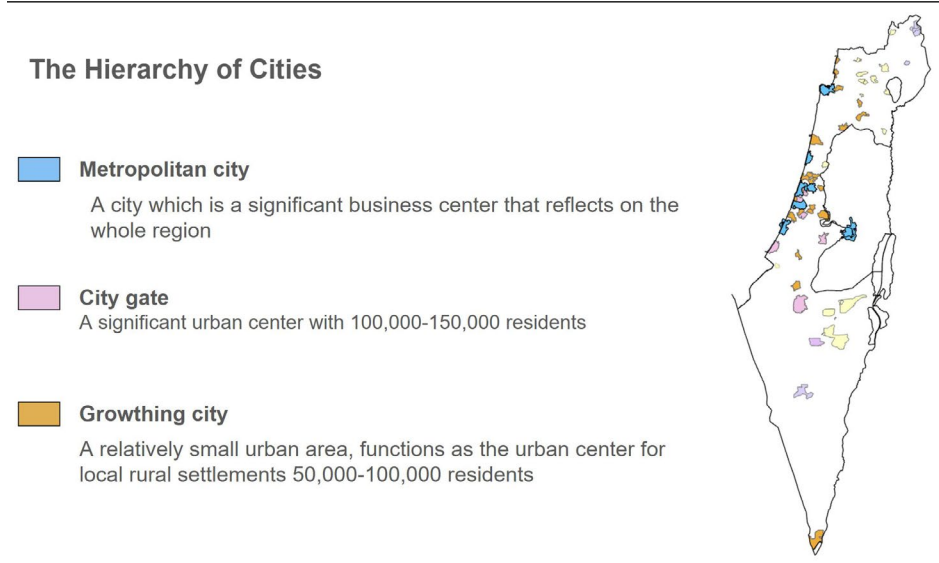 The Hierarchy of Cities
Metropolitan city
A city which is a significant business center that reflects on the
whole region
City gate
A significant urban center with 100,000-150,000 residents
Growthing city
A relatively small urban area, functions as the urban center for
local rural settlements 50,000-100,000 residents